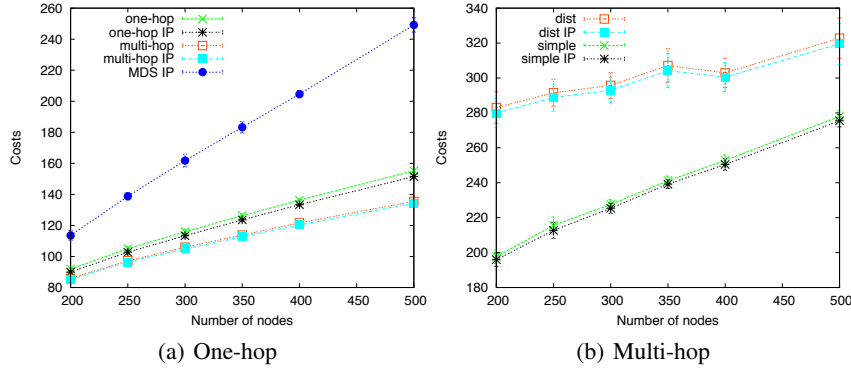 260
240
220
200
180
160
140
120
100
80
Costs
200 250 300 350 400 450 500
Number of nodes
one-hop
one-hop IP
multi-hop
multi-hop IP
MDS IP
(a) One-hop
340
320
300
280
260
240
220
200
180
Costs
200 250 300 350 400 450 500
Number of nodes
dist
dist IP
simple
simple IP
(b) Multi-hop